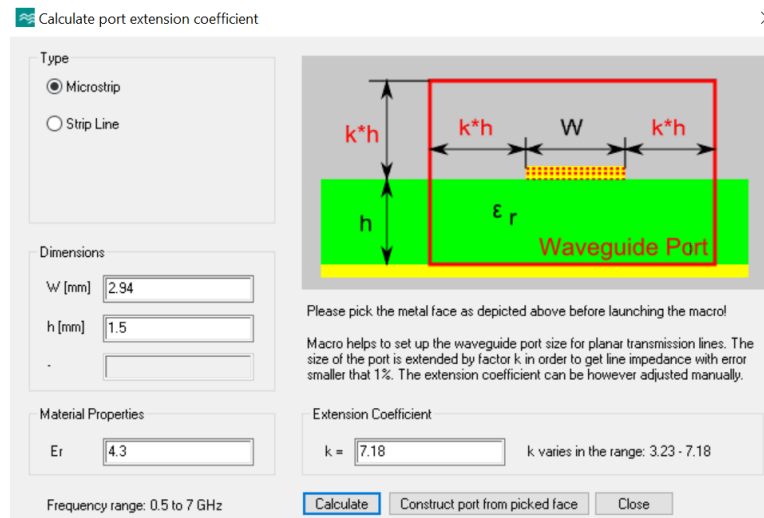 Calculate port extension coefficient
Type
Microstrip
Strip Line
k*h
k*h
W
k*h
h
εr
Waveguide Port
Dimensions
W [mm] 2.94
h [mm] 1.5
-
Please pick the metal face as depicted above before launching the macro!
Macro helps to set up the waveguide port size for planar transmission lines. The
size of the port is extended by factor k in order to get line impedance with error
smaller that 1%. The extension coefficient can be however adjusted manually.
Material Properties
Er 4.3
Extension Coefficient
k = 7.18 k varies in the range: 3.23 - 7.18
Frequency range: 0.5 to 7 GHz
Calculate Construct port from picked face Close